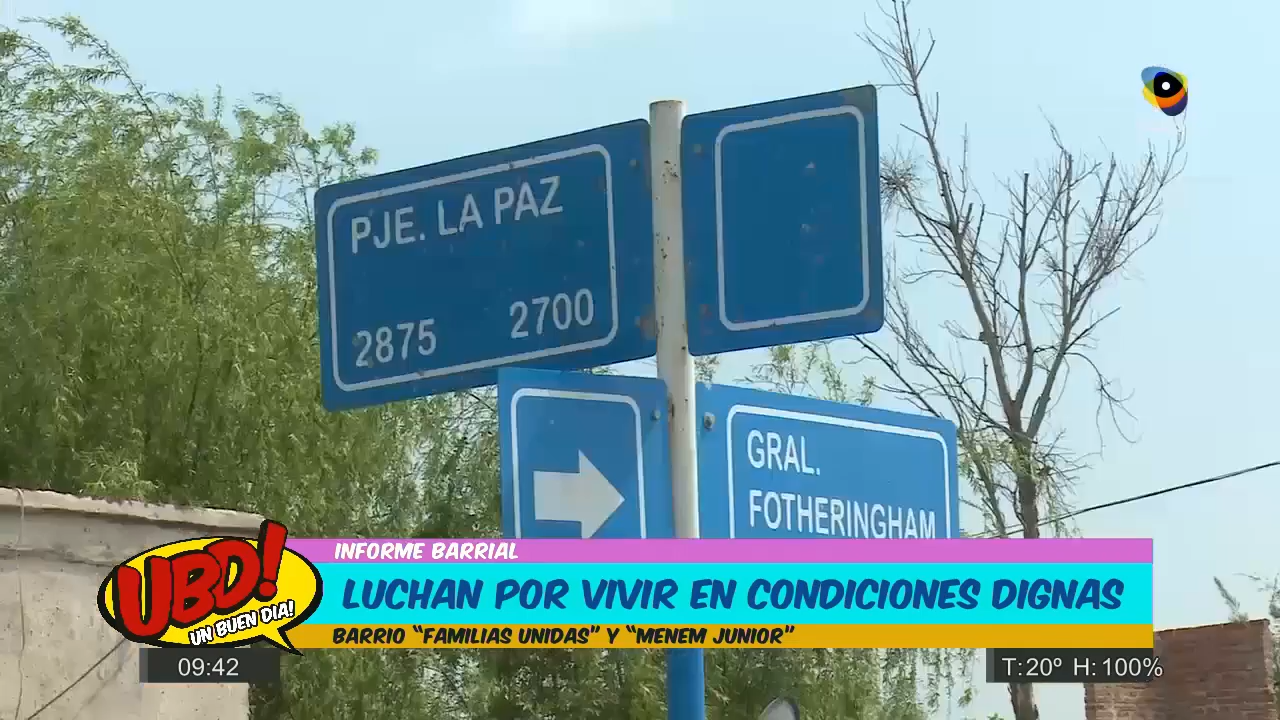 PJE. LA PAZ
2875 2700
GRAL.
FOTHERINGHAM
INFORME BARRIAL
UBD!
UN BUEN DIA!
LUCHAN POR VIVIR EN CONDICIONES DIGNAS
BARRIO “FAMILIAS UNIDAS” Y “MENEM JUNIOR”
09:42
T:20º H:100%